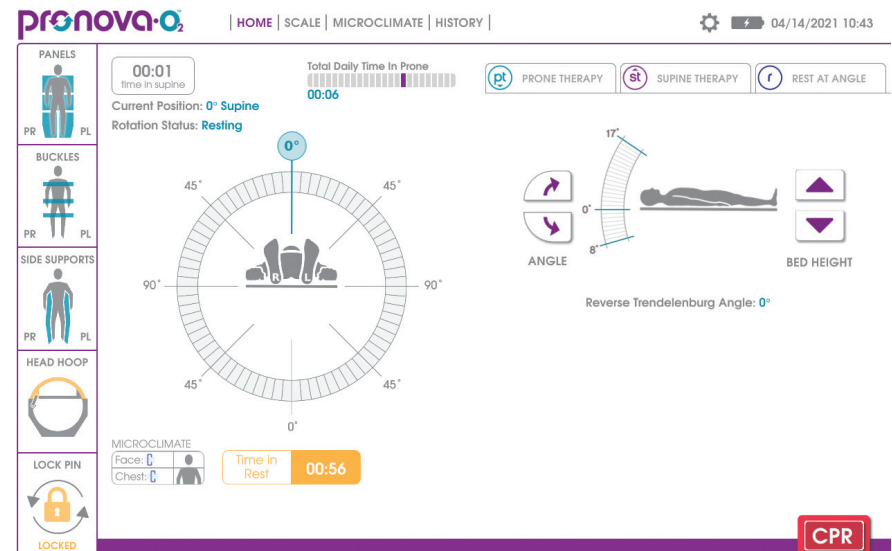 pronova·O2
HOME | SCALE | MICROCLIMATE | HISTORY |
04/14/2021 10:43
PANELS
PR PL
BUCKLES
PR PL
SIDE SUPPORTS
PR PL
HEAD HOOP
LOCK PIN
LOCKED
00:01
time in supine
Total Daily Time In Prone
00:06
Current Position: 0° Supine
Rotation Status: Resting
0°
45° 45°
90° 90°
R L
45° 45°
0°
MICROCLIMATE
Face: C
Chest: C
Time in
Rest
00:56
pt PRONE THERAPY
st SUPINE THERAPY
r REST AT ANGLE
17°
0°
8°
ANGLE
BED HEIGHT
Reverse Trendelenburg Angle: 0°
CPR